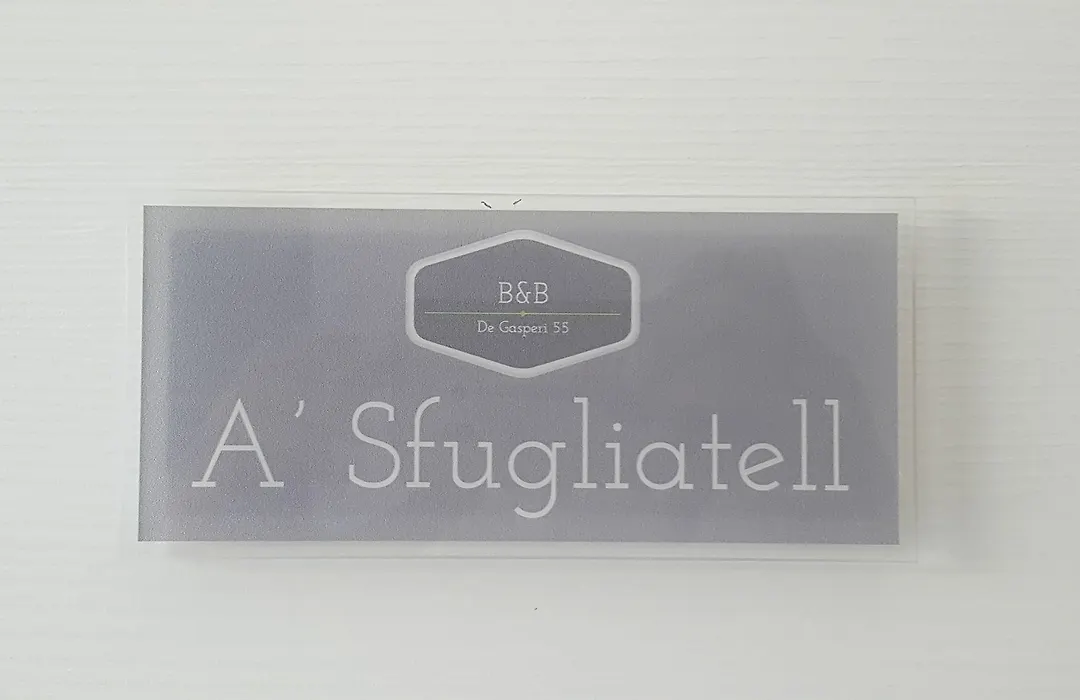 B&B
De Gasperi 55
A' Sfugliatell